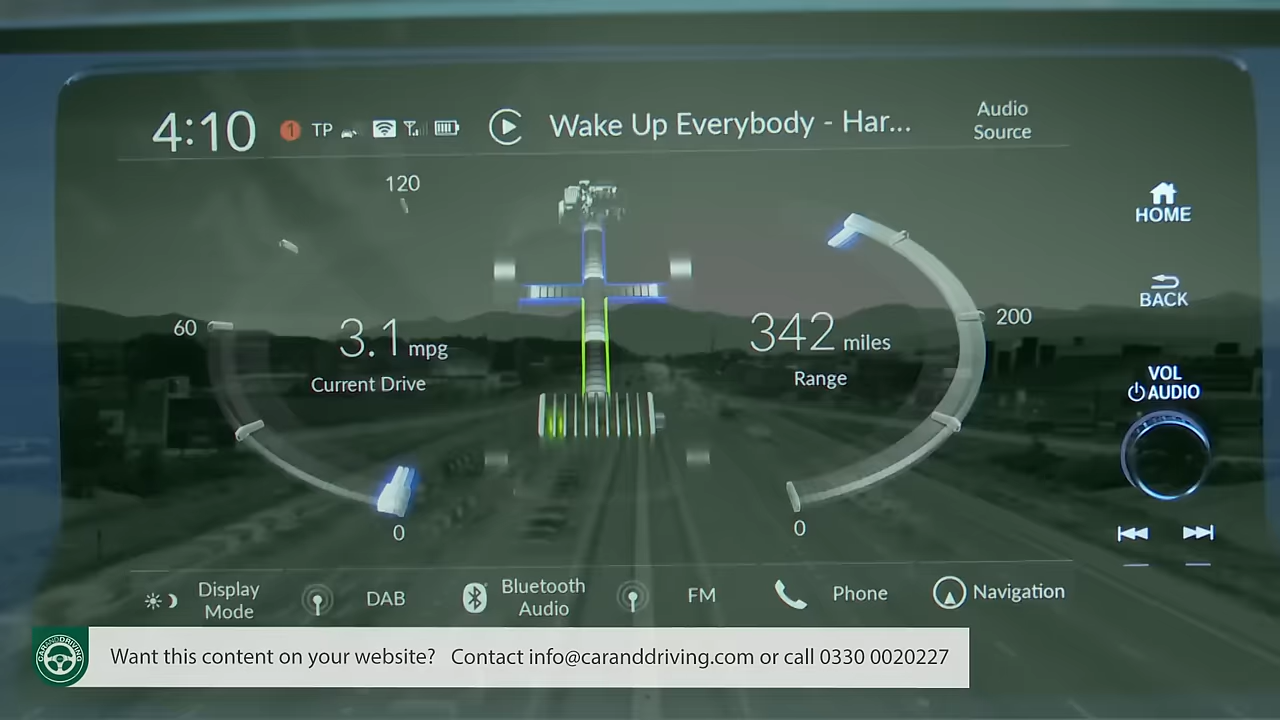 4:10
1
TP
Wake Up Everybody - Har...
Audio
Source
120
HOME
BACK
60
200
3.1 mpg
Current Drive
342 miles
Range
VOL
AUDIO
0
0
Display
Mode
DAB
Bluetooth
Audio
FM
Phone
Navigation
CARANDDRIVING
Want this content on your website? Contact info@caranddriving.com or call 0330 0020227